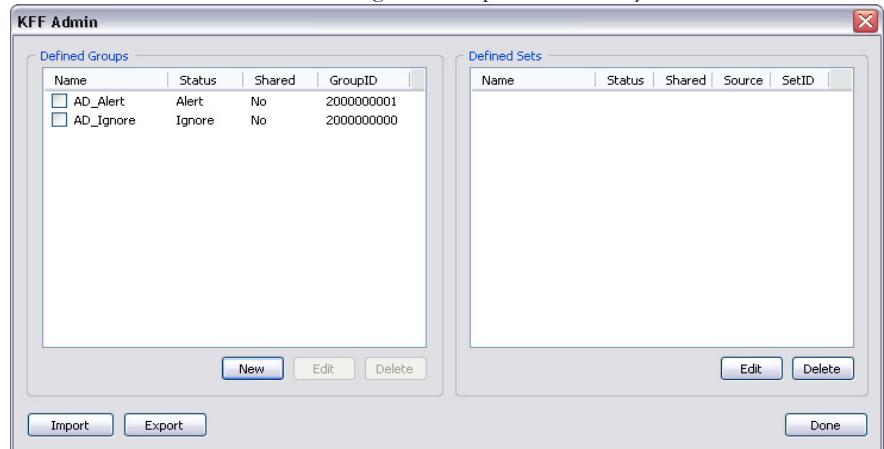 KFF Admin
Defined Groups
Name Status Shared GroupID
AD_Alert Alert No 2000000001
AD_Ignore Ignore No 2000000000
New Edit Delete
Defined Sets
Name Status Shared Source SetID
Edit Delete
Import Export Done